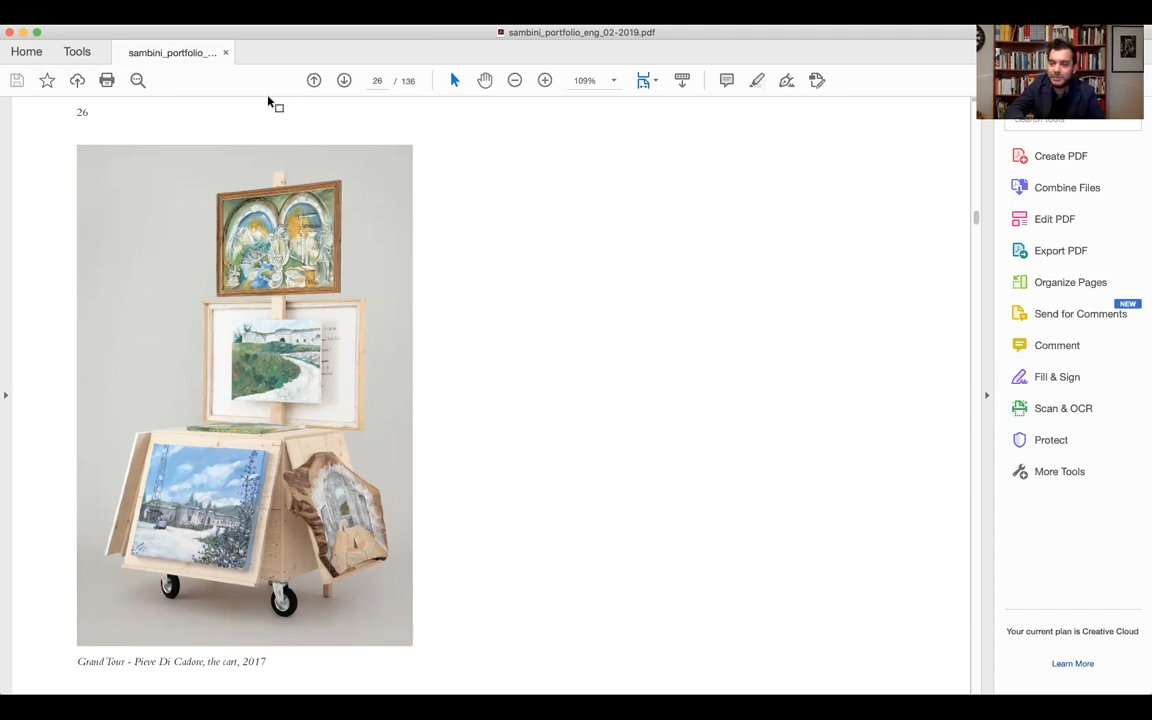 sambini_portfolio_eng_02-2019.pdf
Home Tools sambini_portfolio_... ×
26 / 136 109%
26
Create PDF
Combine Files
Edit PDF
Export PDF
Organize Pages
NEW
Send for Comments
Comment
Fill & Sign
Scan & OCR
Protect
More Tools
Your current plan is Creative Cloud
Learn More
Grand Tour - Pieve Di Cadore, the cart, 2017